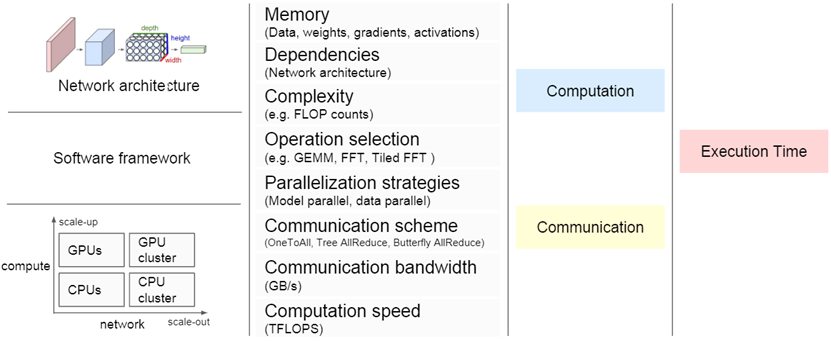 depth
height
width
Network architecture
Software framework
scale-up
compute
GPUs
GPU
cluster
CPUs
CPU
cluster
network
scale-out
Memory
(Data, weights, gradients, activations)
Dependencies
(Network architecture)
Complexity
(e.g. FLOP counts)
Operation selection
(e.g. GEMM, FFT, Tiled FFT )
Parallelization strategies
(Model parallel, data parallel)
Communication scheme
(OneToAll, Tree AllReduce, Butterfly AllReduce)
Communication bandwidth
(GB/s)
Computation speed
(TFLOPS)
Computation
Communication
Execution Time